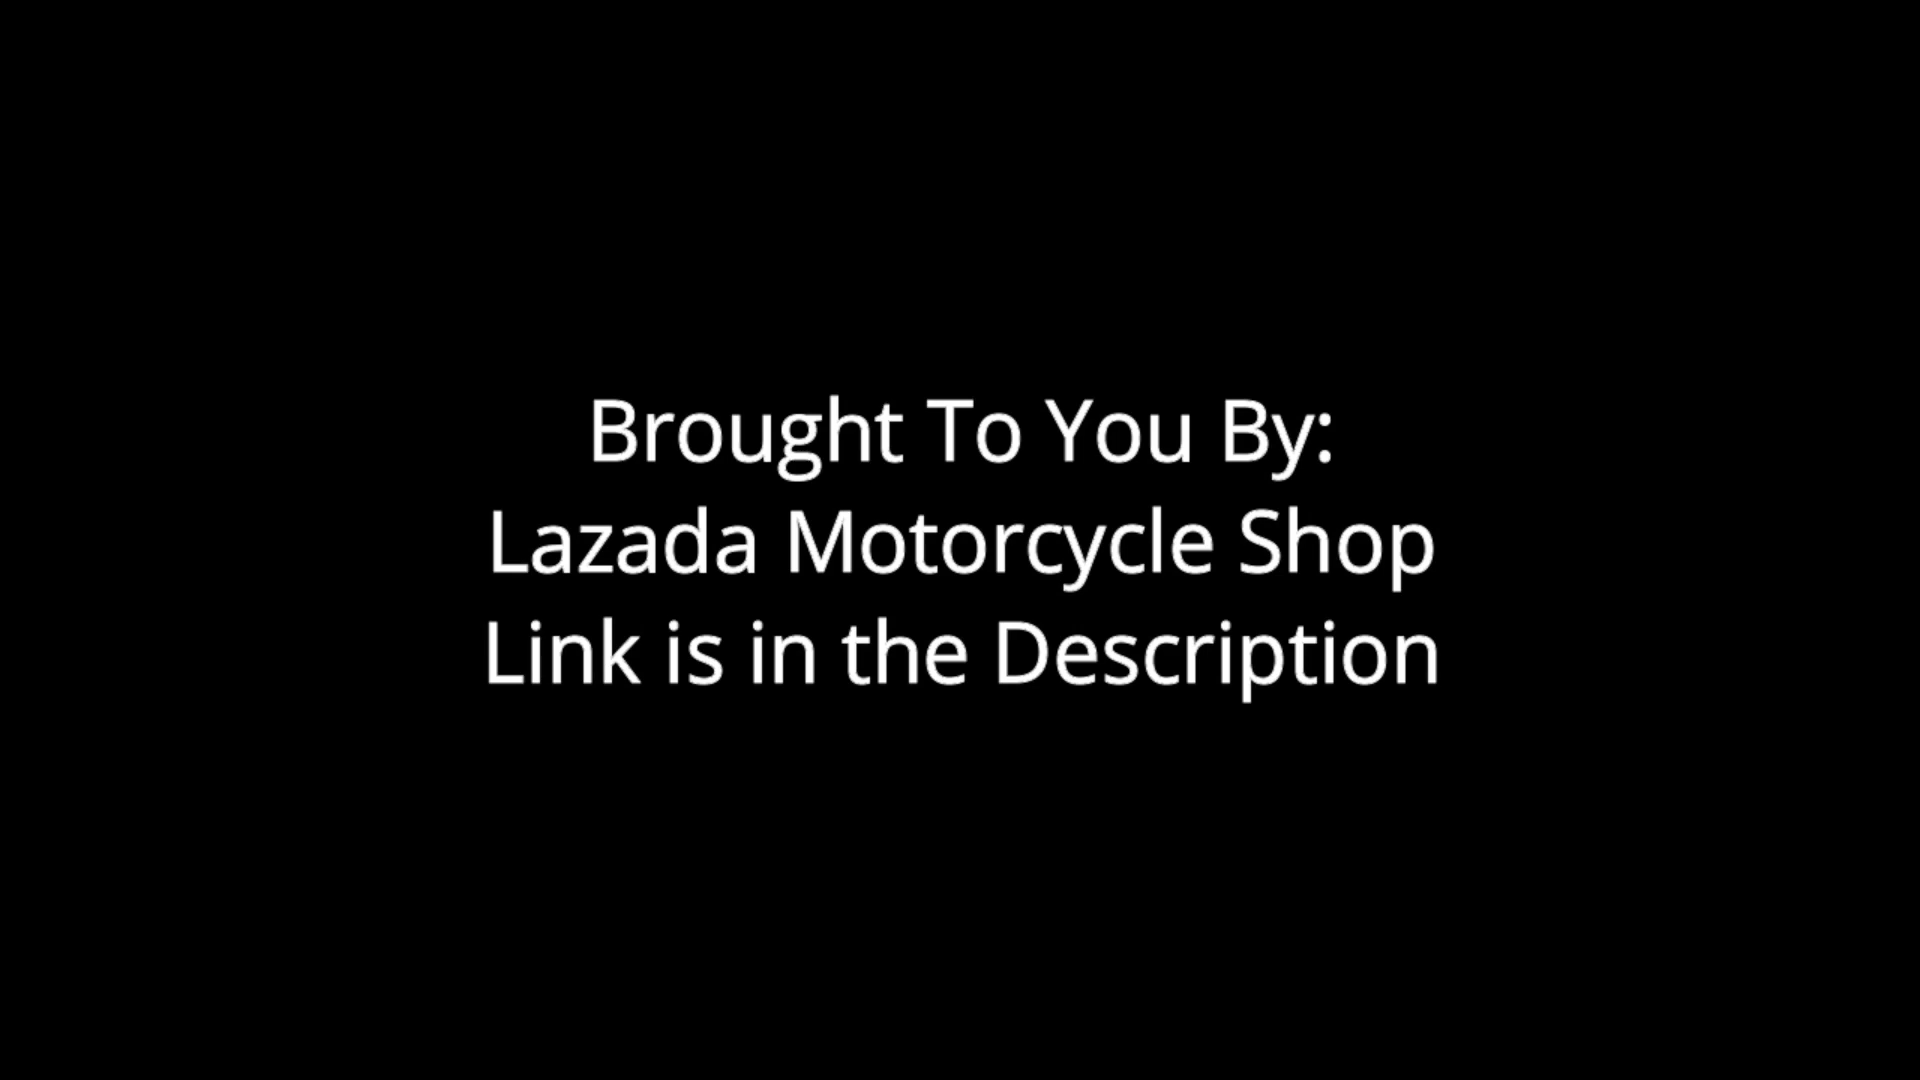 Brought To You By:
Lazada Motorcycle Shop
Link is in the Description